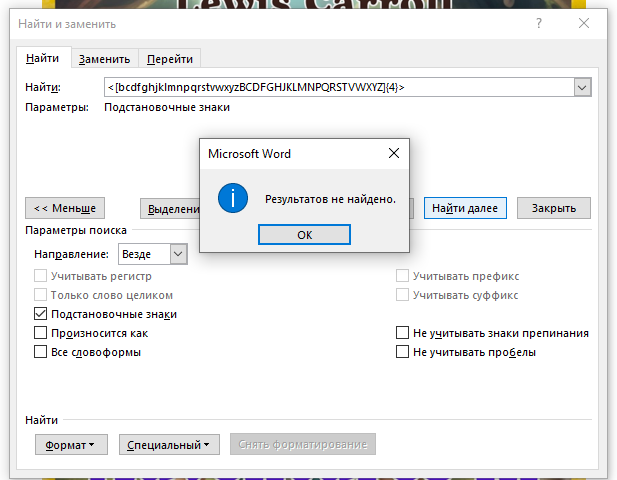 Lewis Carroll
Найти и заменить
Найти Заменить Перейти
Найти: <[bcdfghjklmnpqrstvwxyzBCDFGHJKLMNPQRSTVWXYZ]{4}>
Параметры: Подстановочные знаки
Microsoft Word
Результатов не найдено.
OK
<< Меньше Выделени Найти далее Закрыть
Параметры поиска
Направление: Везде
Учитывать регистр Учитывать префикс
Только слово целиком Учитывать суффикс
Подстановочные знаки
Произносится как Не учитывать знаки препинания
Все словоформы Не учитывать пробелы
Найти
Формат Специальный Снять форматирование